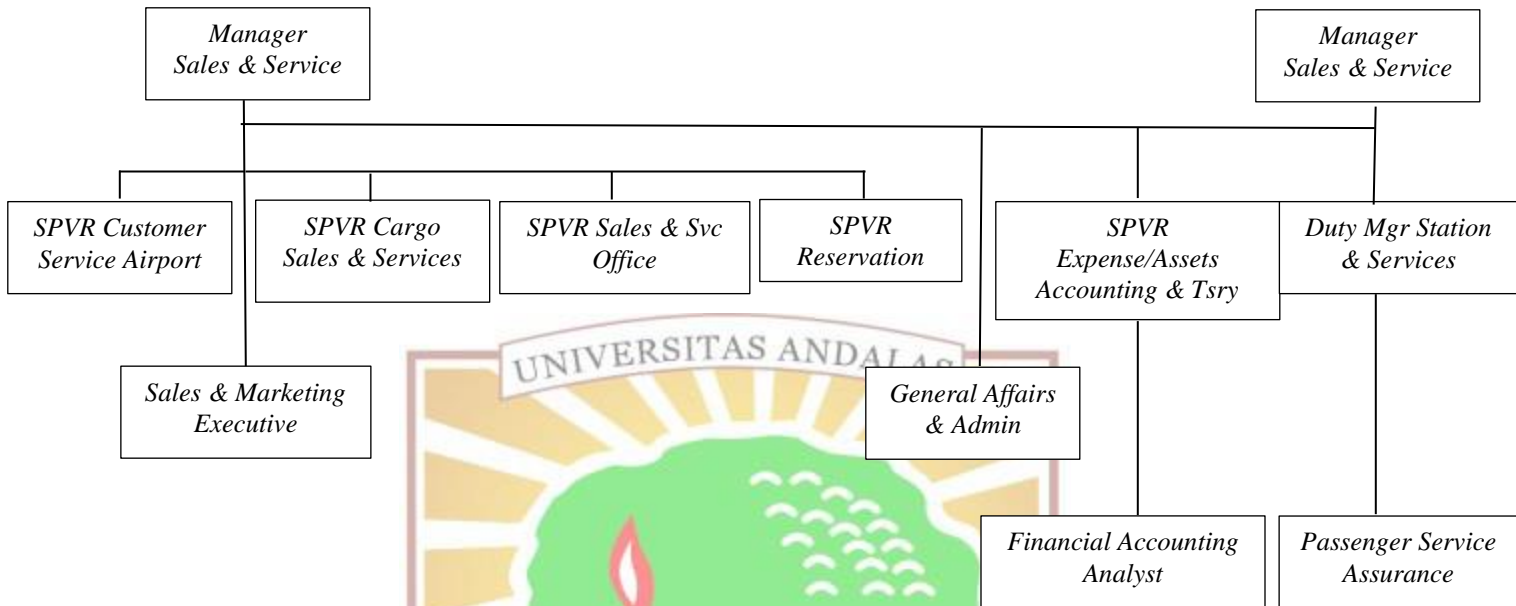 Manager
Sales & Service
Manager
Sales & Service
SPVR Customer
Service Airport
SPVR Cargo
Sales & Services
SPVR Sales & Svc
Office
SPVR
Reservation
SPVR
Expense/Assets
Accounting & Tsry
Duty Mgr Station
& Services
UNIVERSITAS ANDALAS
Sales & Marketing
Executive
General Affairs
& Admin
Financial Accounting
Analyst
Passenger Service
Assurance